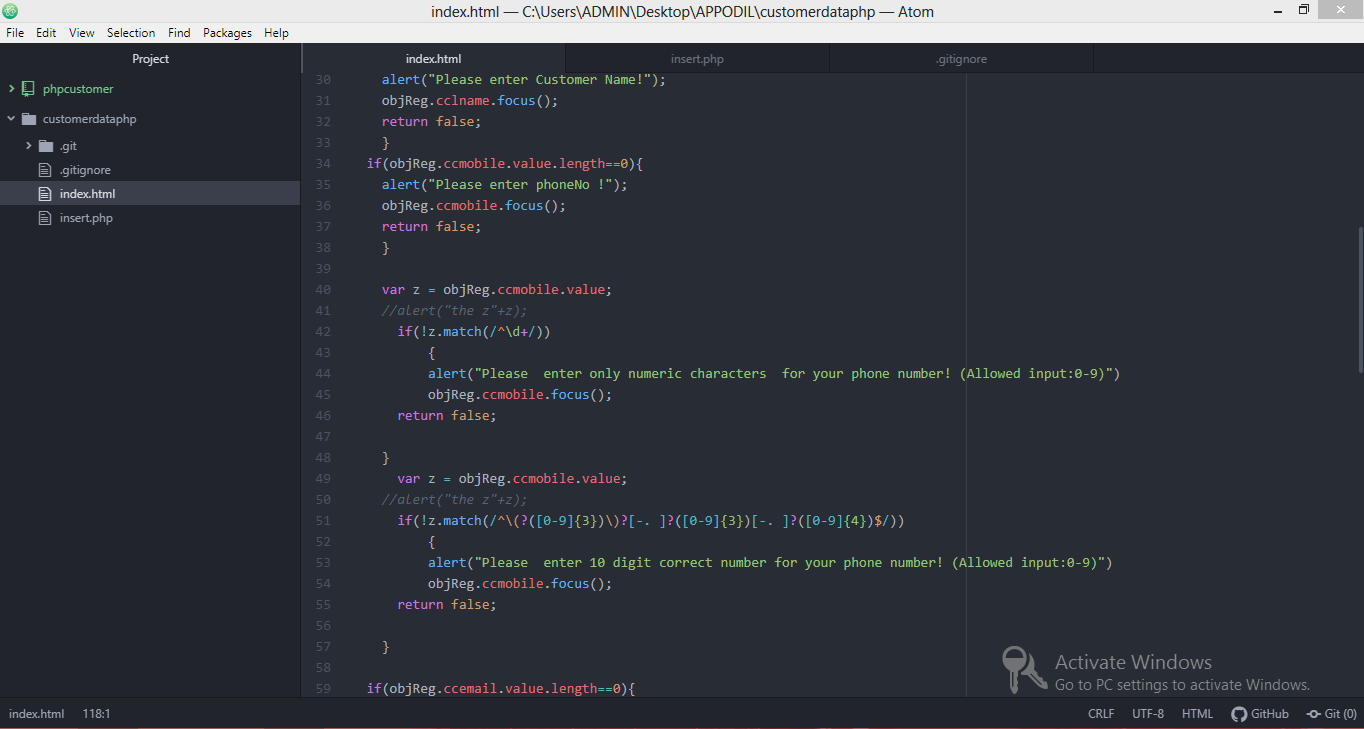 index.html — C:\Users\ADMIN\Desktop\APPODIL\customerdataphp — Atom
File Edit View Selection Find Packages Help
Project
phpcustomer
customerdataphp
.git
.gitignore
index.html
insert.php
index.html insert.php .gitignore
30 alert("Please enter Customer Name!");
31 objReg.cclname.focus();
32 return false;
33 }
34 if(objReg.ccmobile.value.length==0){
35 alert("Please enter phoneNo !");
36 objReg.ccmobile.focus();
37 return false;
38 }
39
40 var z = objReg.ccmobile.value;
41 //alert("the z"+z);
42 if(!z.match(/^\d+/))
43 {
44 alert("Please  enter only numeric characters  for your phone number! (Allowed input:0-9)")
45 objReg.ccmobile.focus();
46 return false;
47
48 }
49 var z = objReg.ccmobile.value;
50 //alert("the z"+z);
51 if(!z.match(/^\(?([0-9]{3})\)?[-. ]?([0-9]{3})[-. ]?([0-9]{4})$/))
52 {
53 alert("Please  enter 10 digit correct number for your phone number! (Allowed input:0-9)")
54 objReg.ccmobile.focus();
55 return false;
56
57 }
58
59 if(objReg.ccemail.value.length==0){
Activate Windows
Go to PC settings to activate Windows.
index.html 118:1 CRLF UTF-8 HTML GitHub Git (0)